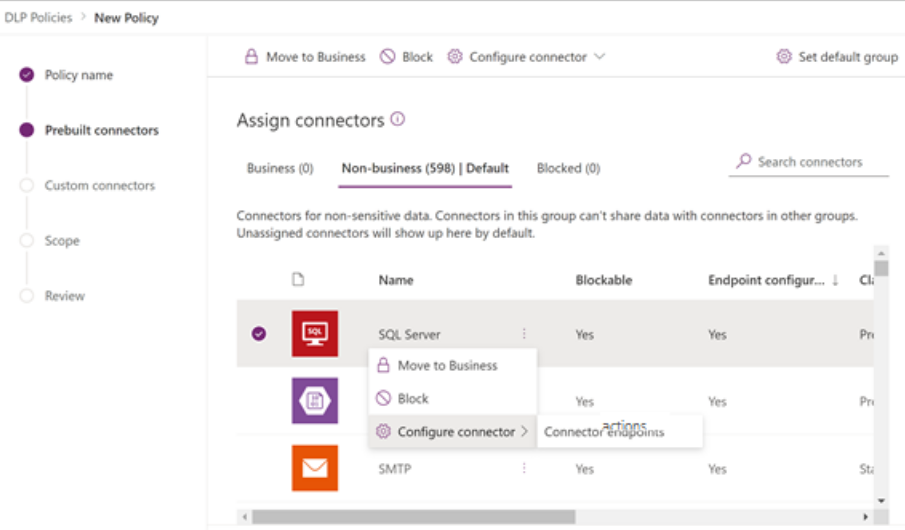 DLP Policies > New Policy
Move to Business
Block
Configure connector
Set default group
Policy name
Prebuilt connectors
Custom connectors
Scope
Review
Assign connectors
Business (0)
Non-business (598) | Default
Blocked (0)
Search connectors
Connectors for non-sensitive data. Connectors in this group can't share data with connectors in other groups.
Unassigned connectors will show up here by default.
Name
Blockable
Endpoint configur... ↓
SQL
SQL Server
Yes
Yes
Move to Business
Block
Yes
Yes
Configure connector >
Connector endpoints
actions
SMTP
Yes
Yes